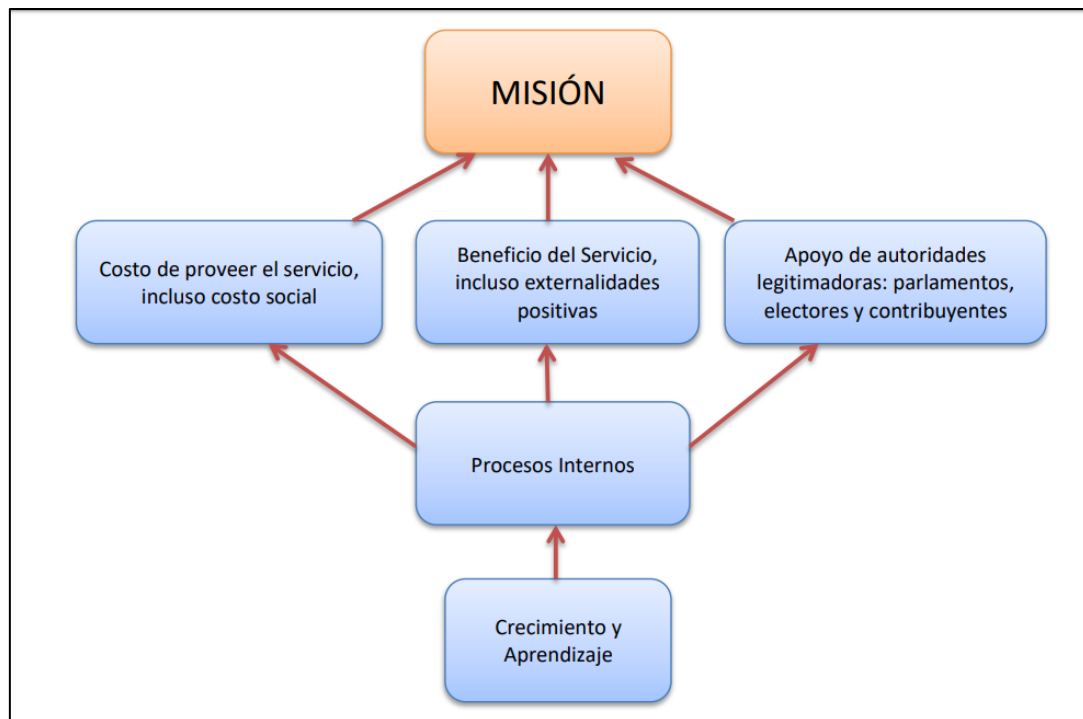 MISIÓN
Costo de proveer el servicio,
incluso costo social
Beneficio del Servicio,
incluso externalidades
positivas
Apoyo de autoridades
legitimadoras: parlamentos,
electores y contribuyentes
Procesos Internos
Crecimiento y
Aprendizaje